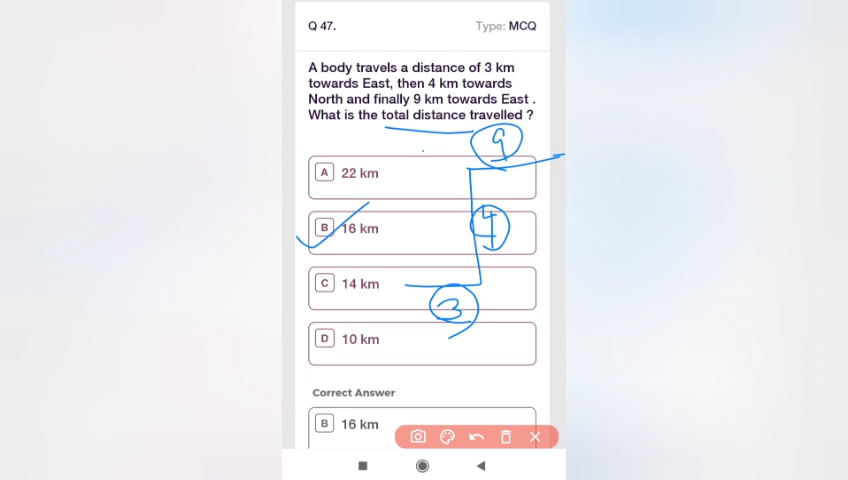 Q 47.
Type: MCQ
A body travels a distance of 3 km
towards East, then 4 km towards
North and finally 9 km towards East .
What is the total distance travelled ?
9
A 22 km
B 16 km
4
C 14 km
3
D 10 km
Correct Answer
B 16 km